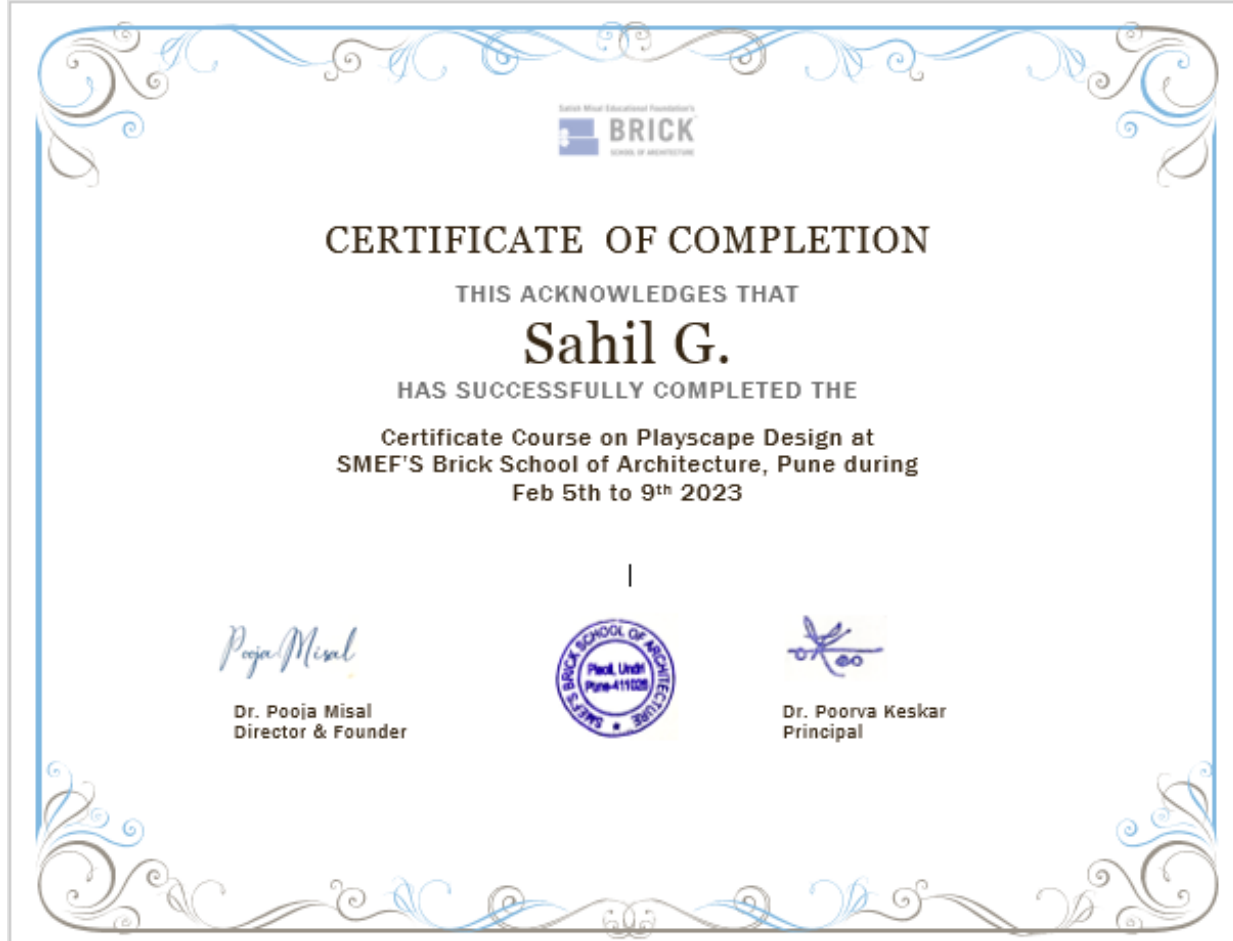 Satish Misal Educational Foundation's
BRICK
SCHOOL OF ARCHITECTURE
CERTIFICATE OF COMPLETION
THIS ACKNOWLEDGES THAT
Sahil G.
HAS SUCCESSFULLY COMPLETED THE
Certificate Course on Playscape Design at
SMEF'S Brick School of Architecture, Pune during
Feb 5th to 9th 2023
Pooja Misal
Dr. Pooja Misal
Director & Founder
SMEF'S BRICK SCHOOL OF ARCHITECTURE
Undri
Pune-411028
Dr. Poorva Keskar
Principal